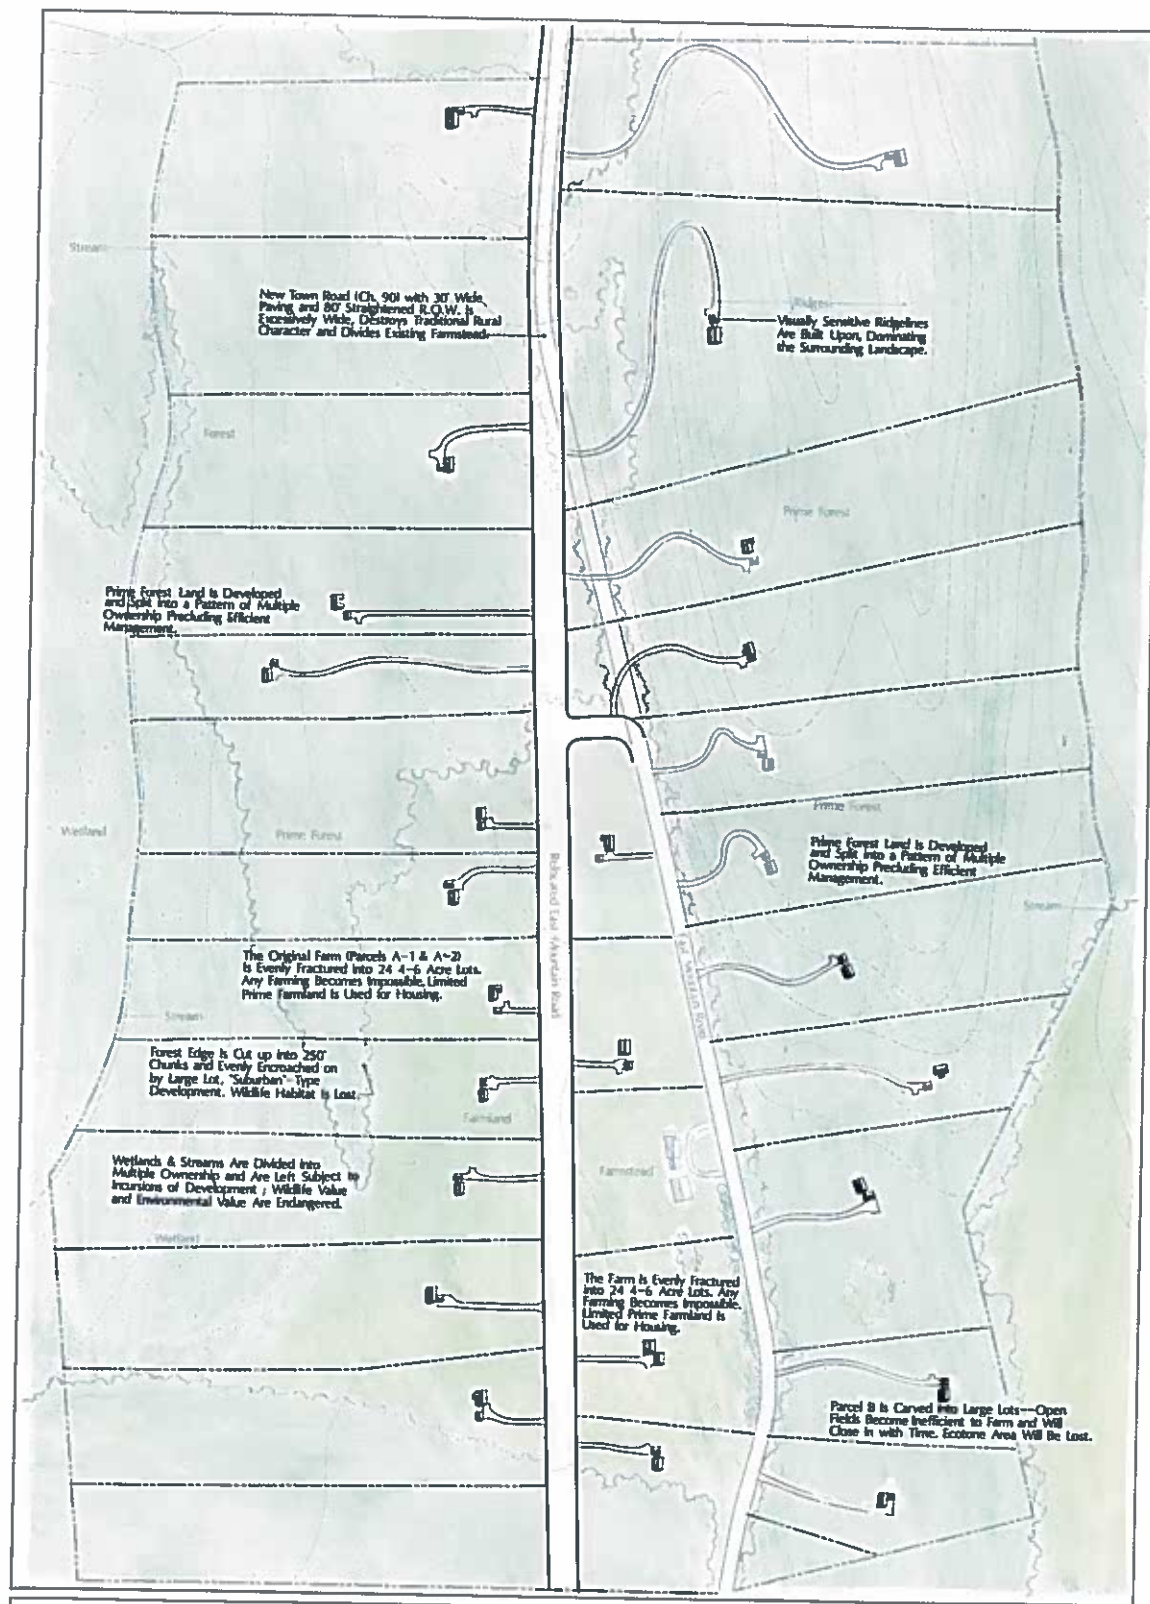 Stream
New Town Road (Ch. 90) with 30' Wide
Paving and 80' Straightened R.O.W. is
Excessively Wide, Destroys Traditional Rural
Character and Divides Existing Farmstead.
Visually Sensitive Ridgelines
Are Built Upon, Dominating
the Surrounding Landscape.
Forest
Prime Forest
Prime Forest Land Is Developed
and Split into a Pattern of Multiple
Ownership Precluding Efficient
Management.
Wetland
Prime Forest
Prime Forest
Prime Forest Land Is Developed
and Split into a Pattern of Multiple
Ownership Precluding Efficient
Management.
Stream
Relocated East Mountain Road
The Original Farm (Parcels A-1 & A-2)
Is Evenly Fractured into 24 4-6 Acre Lots.
Any Farming Becomes Impossible. Limited
Prime Farmland Is Used for Housing.
Stream
Forest Edge Is Cut up into 250'
Chunks and Evenly Encroached on
by Large Lot, "Suburban"-Type
Development. Wildlife Habitat Is Lost.
Farmland
Wetlands & Streams Are Divided into
Multiple Ownership and Are Left Subject to
Incursions of Development ; Wildlife Value
and Environmental Value Are Endangered.
Farmstead
Wetland
The Farm Is Evenly Fractured
into 24 4-6 Acre Lots. Any
Farming Becomes Impossible.
Limited Prime Farmland Is
Used for Housing.
Parcel B Is Carved into Large Lots--Open
Fields Become Inefficient to Farm and Will
Close in with Time. Ecotone Area Will Be Lost.